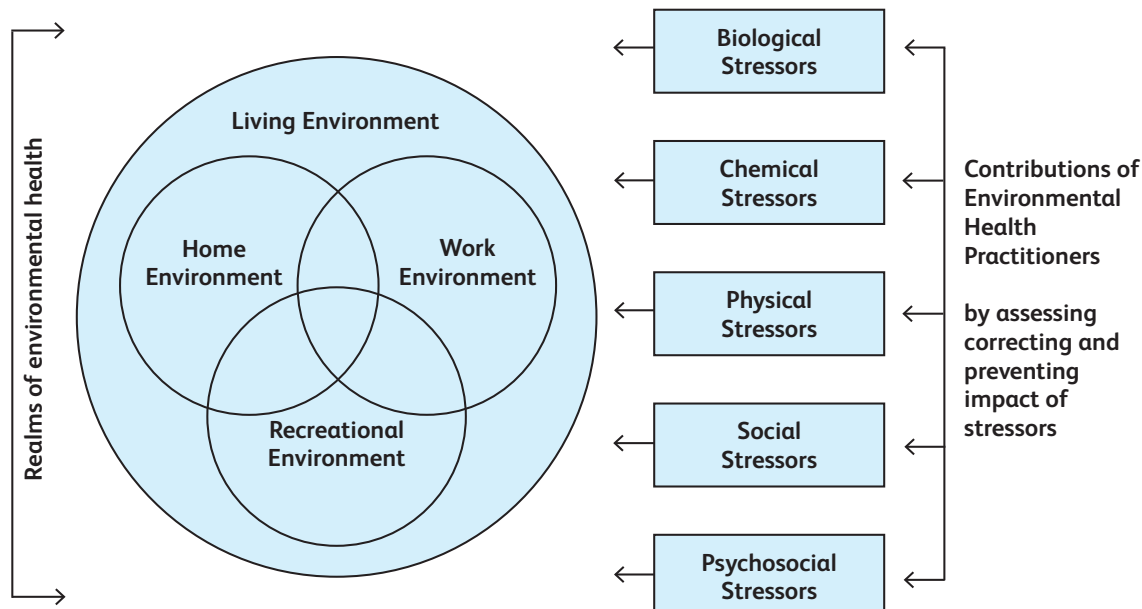 Realms of environmental health
Living Environment
Home
Environment
Work
Environment
Recreational
Environment
Biological
Stressors
Chemical
Stressors
Physical
Stressors
Social
Stressors
Psychosocial
Stressors
Contributions of
Environmental
Health
Practitioners
by assessing
correcting and
preventing
impact of
stressors